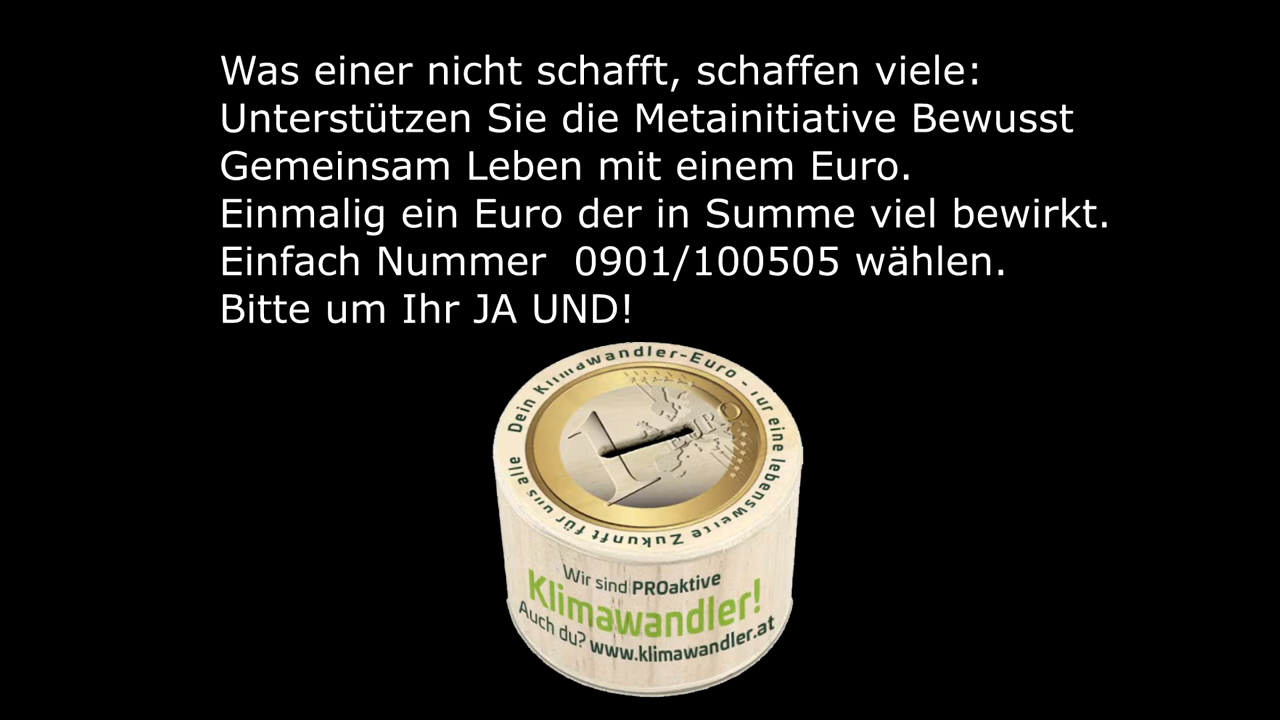 Was einer nicht schafft, schaffen viele:
Unterstützen Sie die Metainitiative Bewusst
Gemeinsam Leben mit einem Euro.
Einmalig ein Euro der in Summe viel bewirkt.
Einfach Nummer  0901/100505 wählen.
Bitte um Ihr JA UND!
Dein Klimawandler-Euro - für eine lebenswerte Zukunft für uns alle
1 EURO
Wir sind PROaktive
Klimawandler!
Auch du? www.klimawandler.at